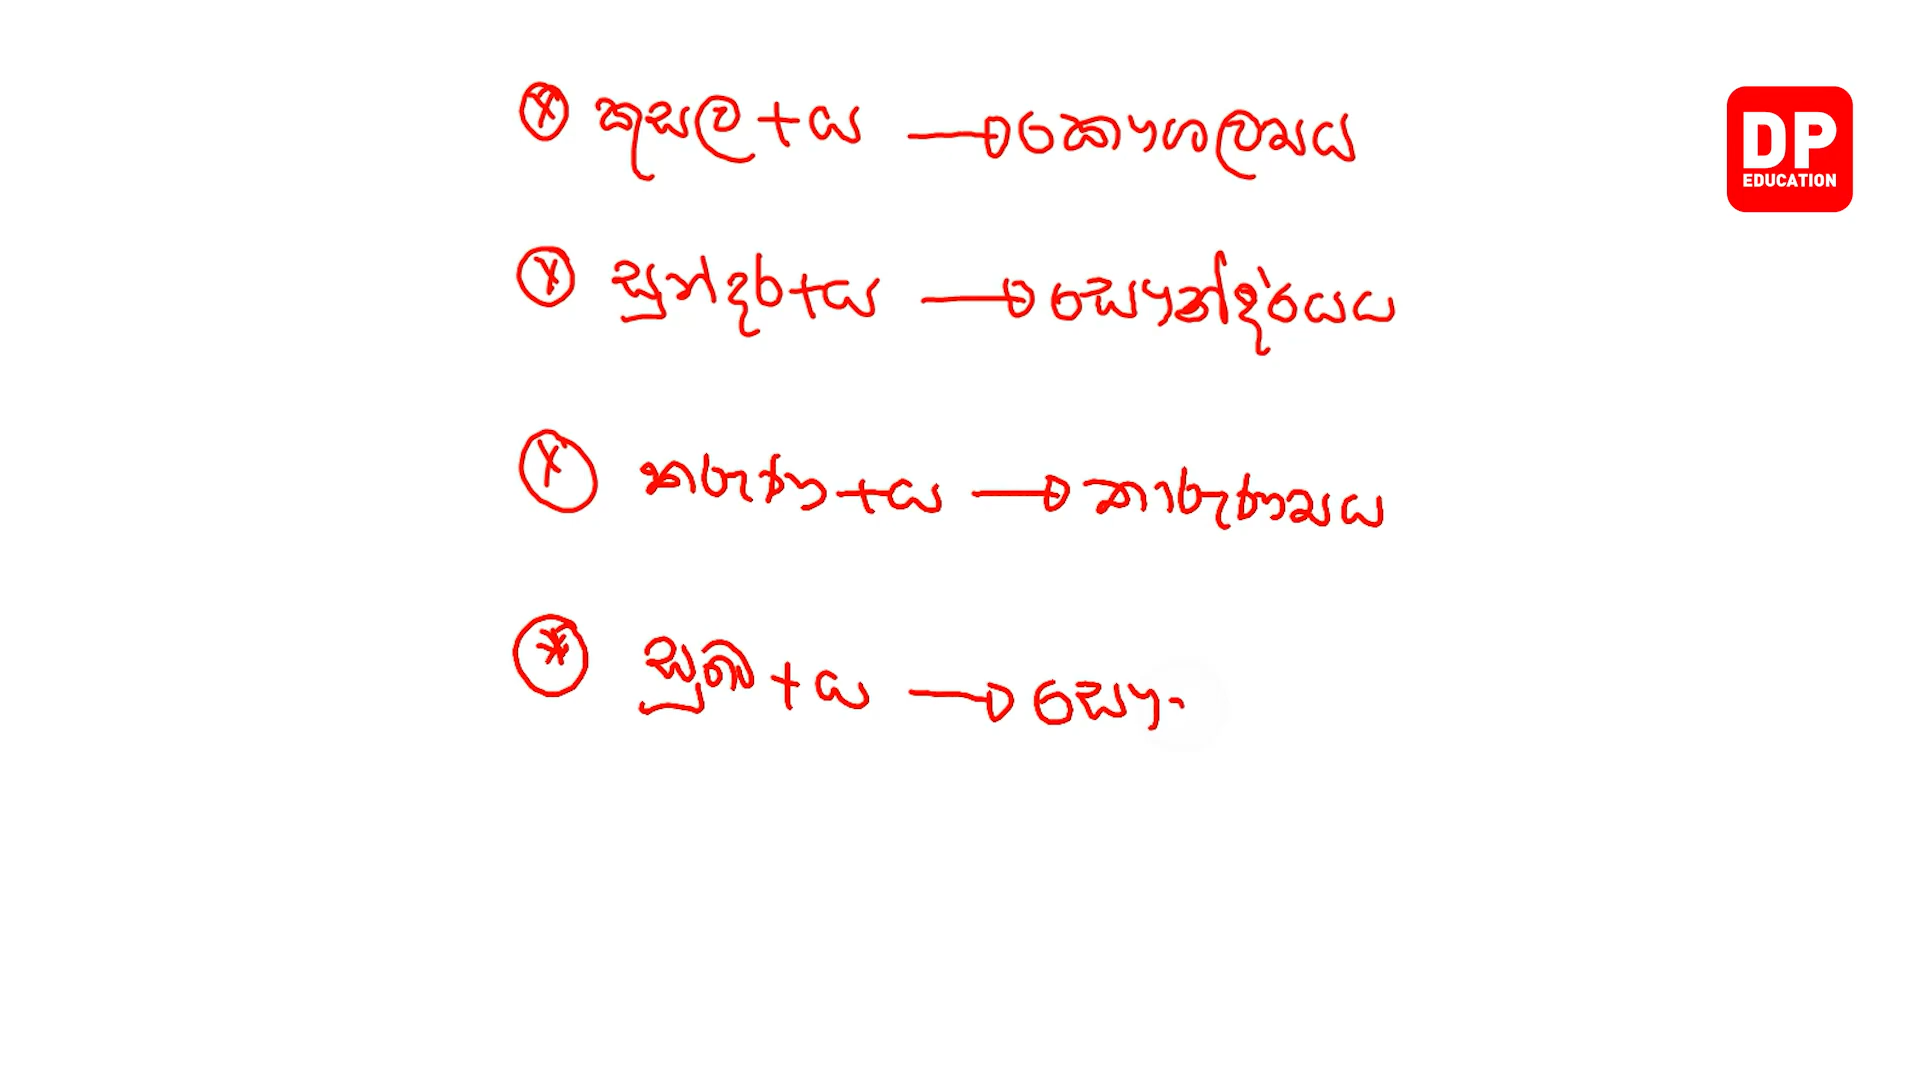 කුසල + ය → කෞශල්‍යය
DP
EDUCATION
සුන්දර + ය → සෞන්දර්යය
කරුණා + ය → කාරුණ්‍යය
සුඛ + ය → සෞ